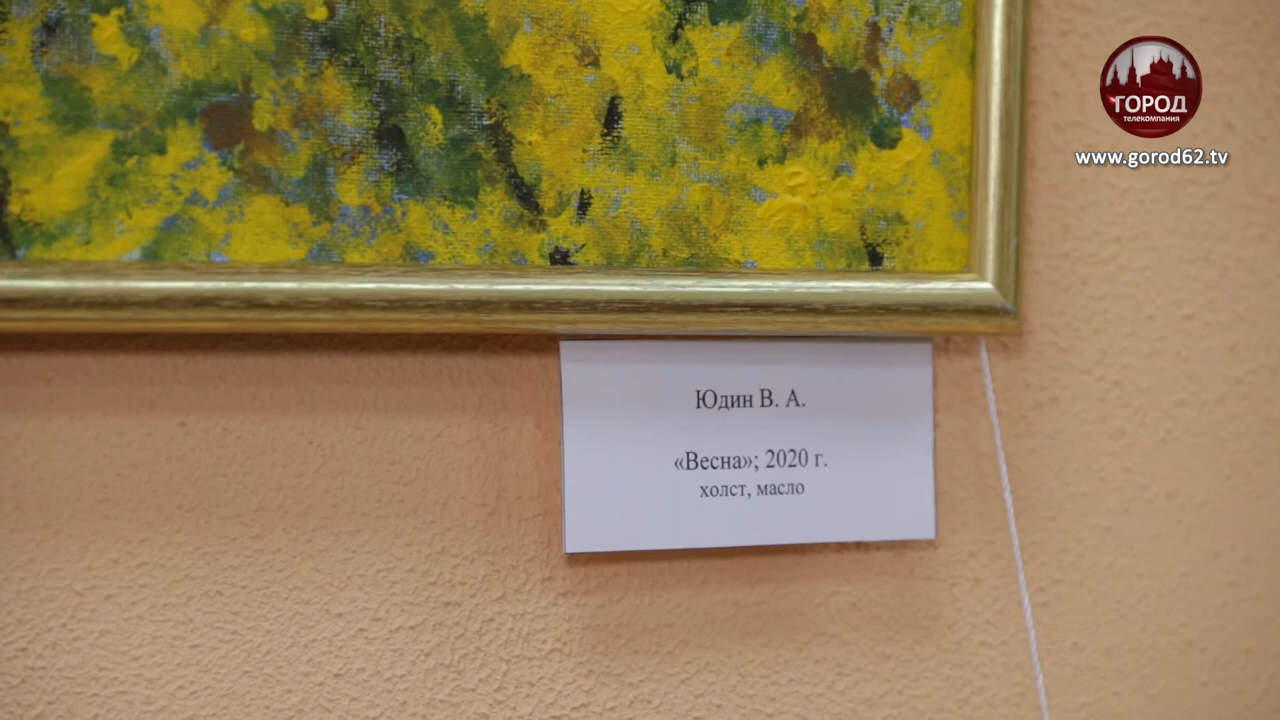 ГОРОД
телекомпания
www.gorod62.tv
Юдин В. А.
«Весна»; 2020 г.
холст, масло